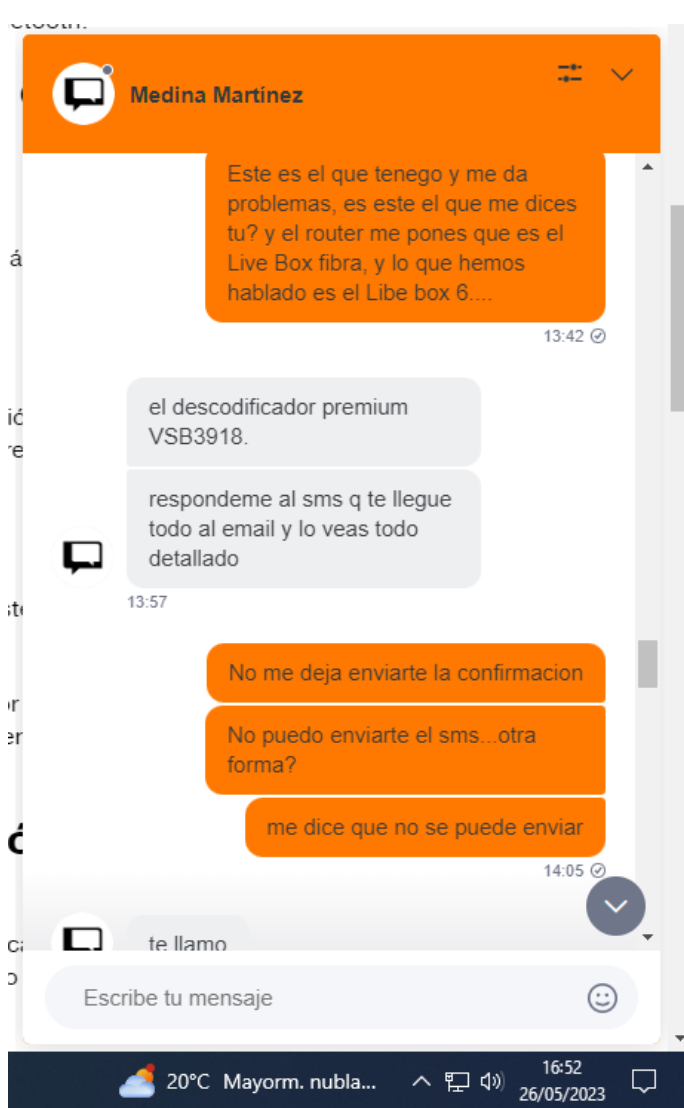 Medina Martínez
Este es el que tenego y me da
problemas, es este el que me dices
tu? y el router me pones que es el
Live Box fibra, y lo que hemos
hablado es el Libe box 6....
13:42
el descodificador premium
VSB3918.
respondeme al sms q te llegue
todo al email y lo veas todo
detallado
13:57
No me deja enviarte la confirmacion
No puedo enviarte el sms...otra
forma?
me dice que no se puede enviar
14:05
te llamo
Escribe tu mensaje
20°C Mayorm. nubla...
16:52
26/05/2023